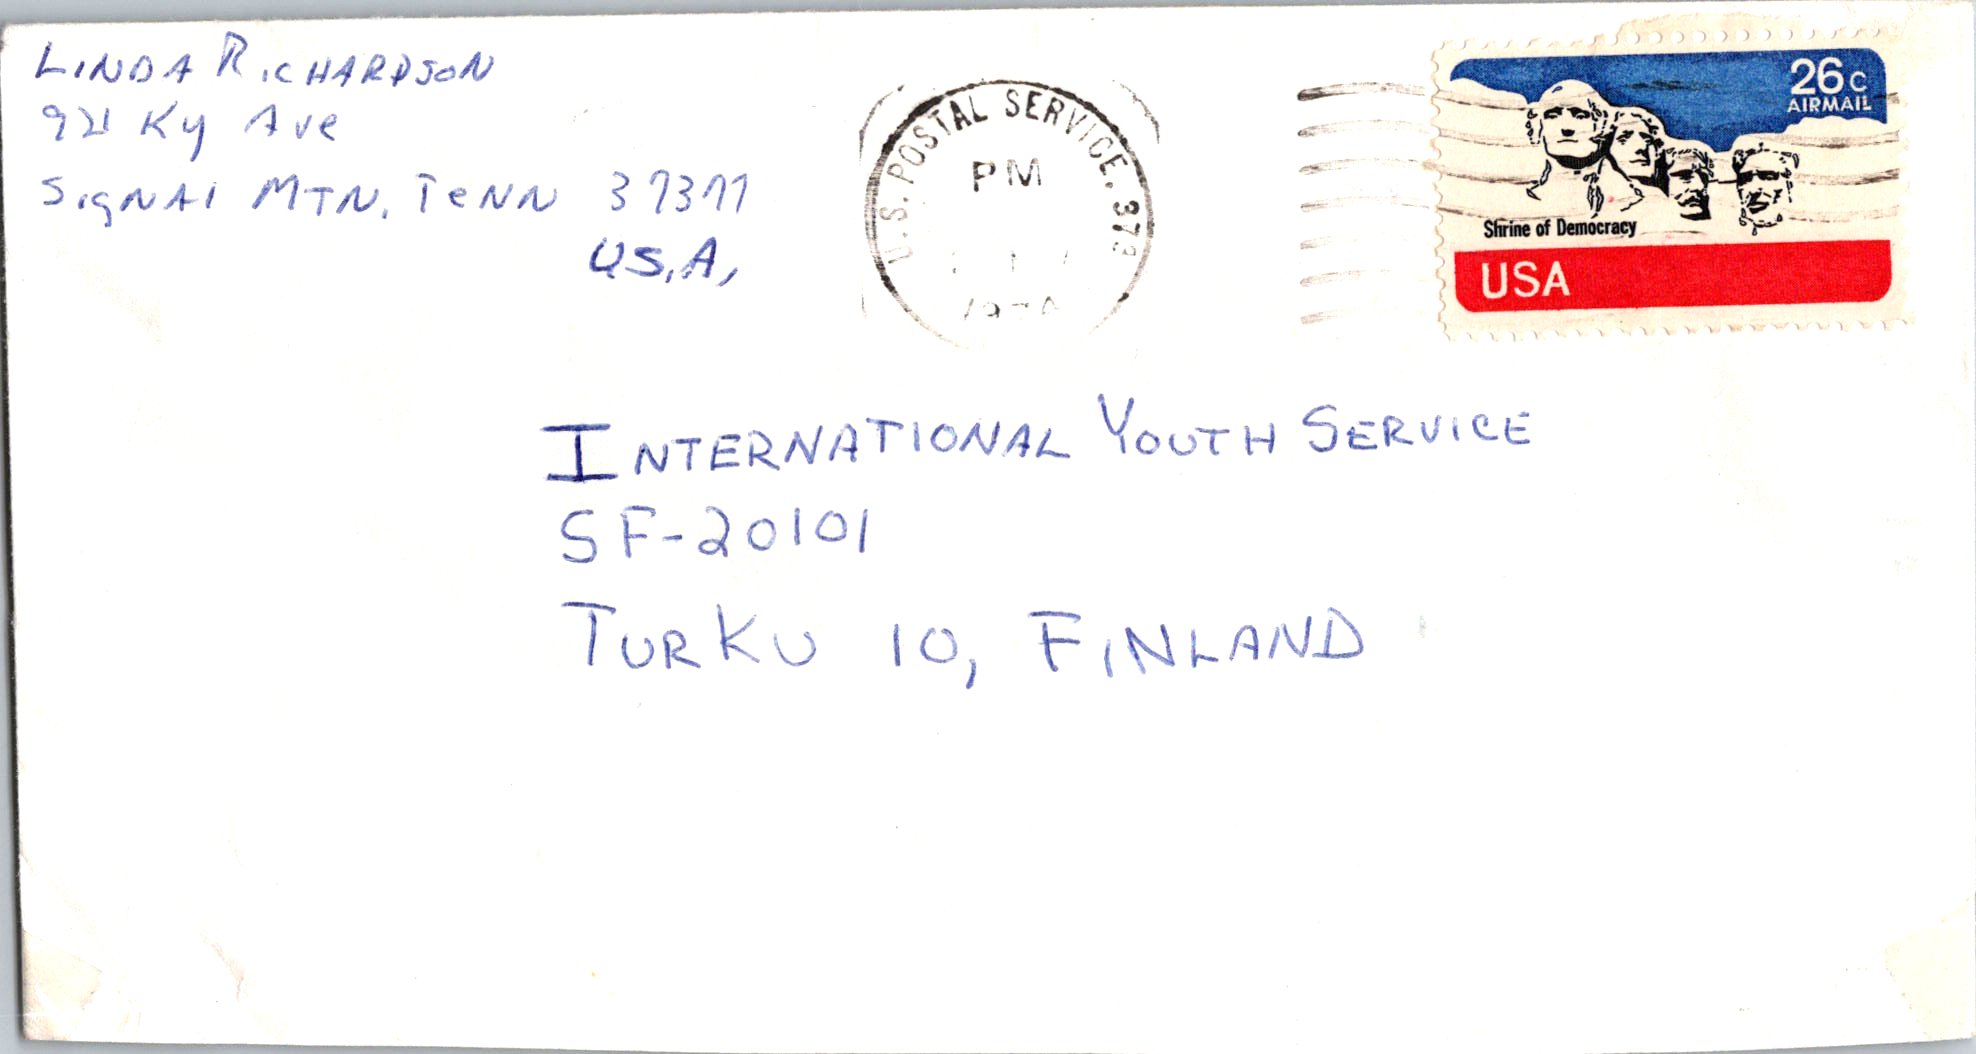 LINDA RICHARDSON
921 Ky Ave
SigNAl MTN, TeNN 37377
U.S.A,
U.S. POSTAL SERVICE, 379
PM
26c
AIRMAIL
Shrine of Democracy
USA
INTERNATIONAL YOUTH SERVICE
SF-20101
TURKU 10, FINLAND